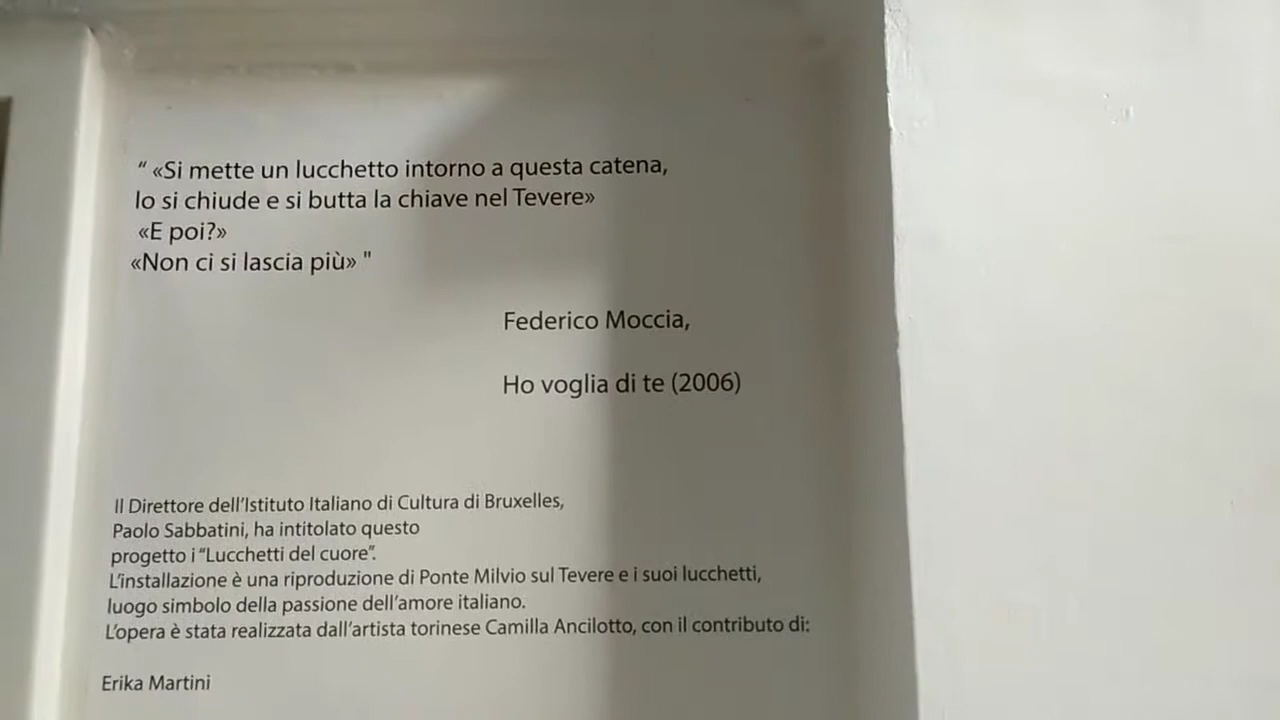 " «Si mette un lucchetto intorno a questa catena,
lo si chiude e si butta la chiave nel Tevere»
«E poi?»
«Non ci si lascia più» "
Federico Moccia,
Ho voglia di te (2006)
Il Direttore dell'Istituto Italiano di Cultura di Bruxelles,
Paolo Sabbatini, ha intitolato questo
progetto i "Lucchetti del cuore".
L'installazione è una riproduzione di Ponte Milvio sul Tevere e i suoi lucchetti,
luogo simbolo della passione dell'amore italiano.
L'opera è stata realizzata dall'artista torinese Camilla Ancilotto, con il contributo di:
Erika Martini